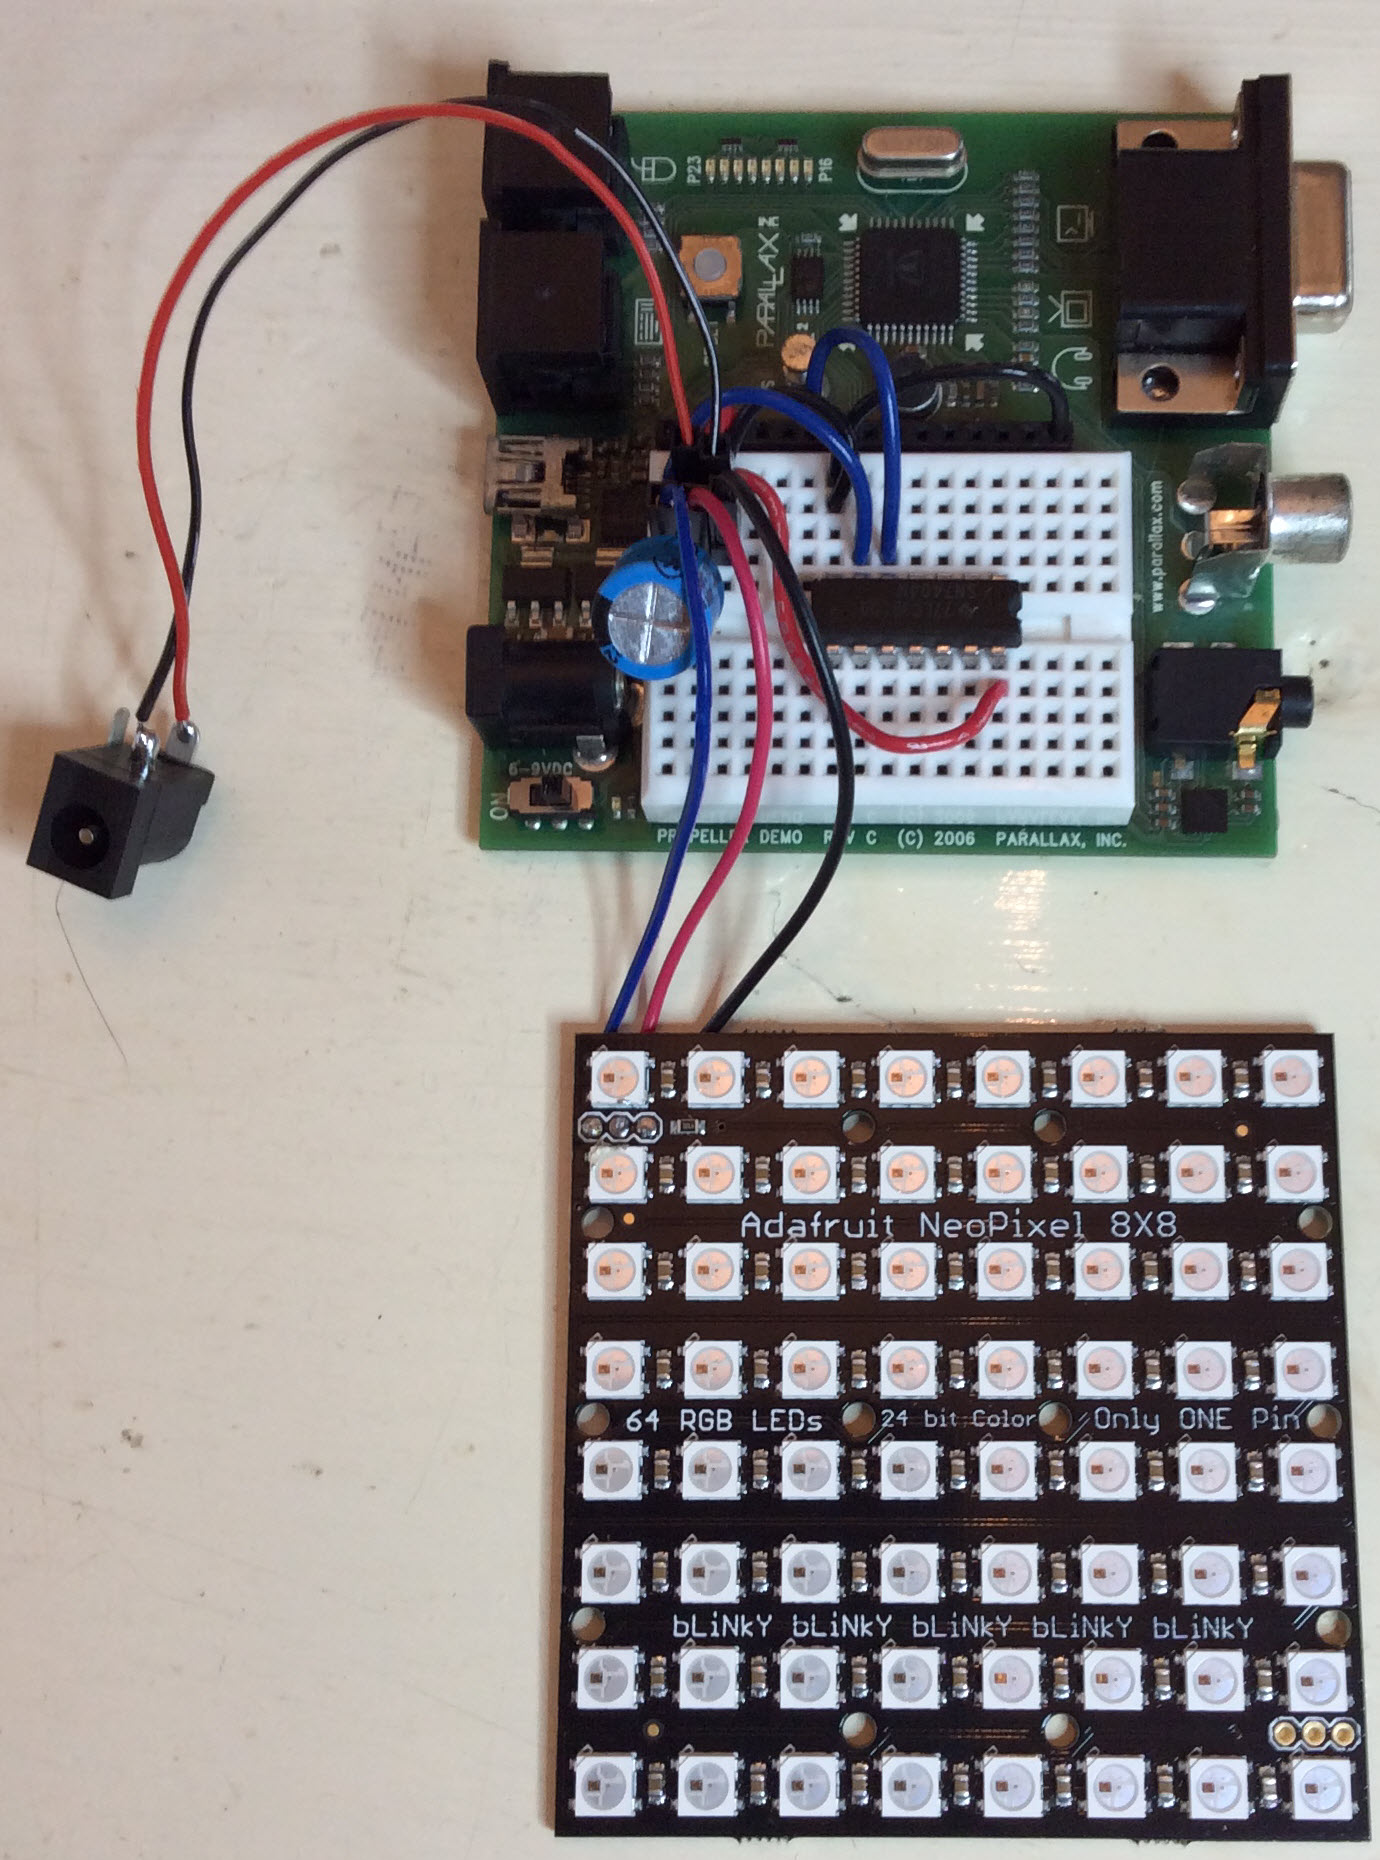 P23
P16
PARALLAX
www.parallax.com
SN7404N
6-9VDC
ON
PROPELLER DEMO REV C (C) 2006 PARALLAX, INC.
Adafruit NeoPixel 8X8
64 RGB LEDs 24 bit Color Only ONE Pin
bLiNkY bLiNkY bLiNkY bLiNkY bLiNkY